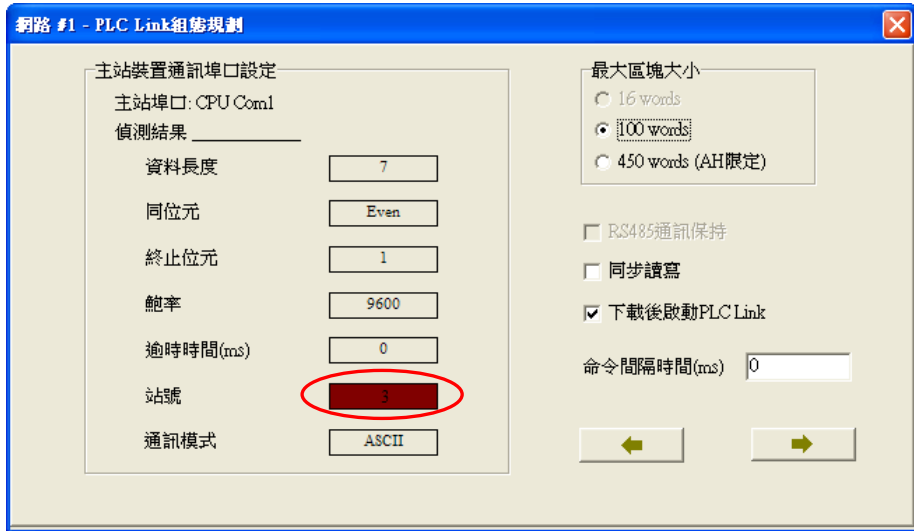 網路 #1 - PLC Link組態規劃
主站裝置通訊埠口設定
主站埠口: CPU Com1
偵測結果
資料長度 7
同位元 Even
終止位元 1
鮑率 9600
逾時時間(ms) 0
站號 3
通訊模式 ASCII
最大區塊大小
16 words
100 words
450 words (AH限定)
RS485通訊保持
同步讀寫
下載後啟動PLC Link
命令間隔時間(ms) 0